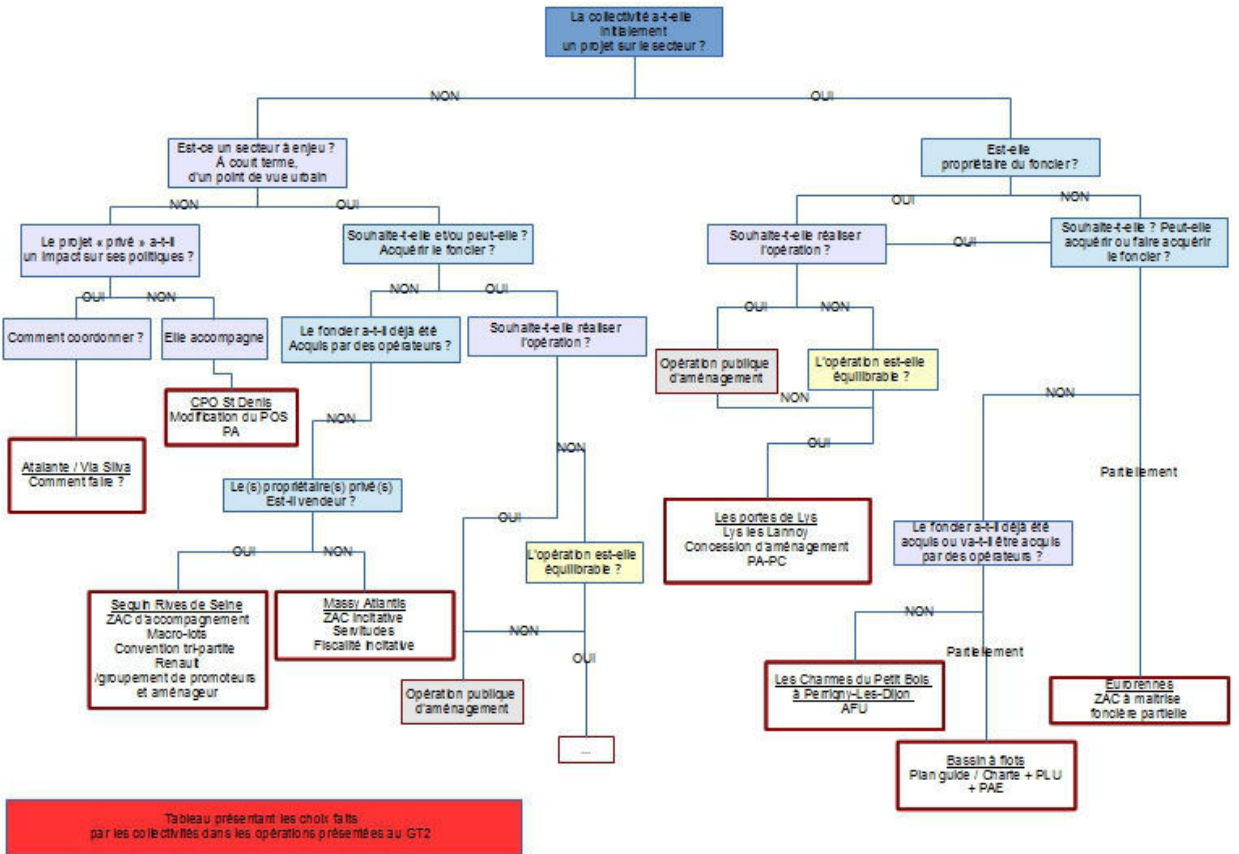 La collectivité a-t-elle
initialement
un projet sur le secteur ?
NON
OUI
Est-ce un secteur à enjeu ?
A court terme,
d'un point de vue urbain
Est-elle
propriétaire du foncier ?
NON
OUI
OUI
NON
Le projet « privé » a-t-il
un impact sur ses politiques ?
Souhaite-t-elle et/ou peut-elle ?
Acquérir le foncier ?
Souhaite-t-elle réaliser
l'opération ?
OUI
Souhaite-t-elle ? Peut-elle
acquérir ou faire acquérir
le foncier ?
OUI
NON
NON
OUI
OUI
NON
Comment coordonner ?
Elle accompagne
Le foncier a-t-il déjà été
Acquis par des opérateurs ?
Souhaite-t-elle réaliser
l'opération ?
Opération publique
d'aménagement
L'opération est-elle
équilibrable ?
CPO St Denis
Modification du POS
PA
NON
NON
NON
OUI
NON
Atalante / Via Silva
Comment faire ?
Le(s) propriétaire(s) privé(s)
Est-il vendeur ?
Partiellement
Les portes de Lys
Lys les Lannoy
Concession d'aménagement
PA-PC
Le foncier a-t-il déjà été
acquis ou va-t-il être acquis
par des opérateurs ?
OUI
L'opération est-elle
équilibrable ?
OUI
NON
Seguin Rives de Seine
ZAC d'accompagnement
Macro-lots
Convention tri-partite
Renault
/groupement de promoteurs
et aménageur
Massy Atlantis
ZAC incitative
Servitudes
Fiscalité incitative
NON
OUI
NON
Partiellement
Opération publique
d'aménagement
...
Les Charmes du Petit Bois
à Perrigny-Les-Dijon
AFU
Eurorennes
ZAC à maîtrise
foncière partielle
Bassin à flots
Plan guide / Charte + PLU
+ PAE
Tableau présentant les choix faits
par les collectivités dans les opérations présentées au GT2